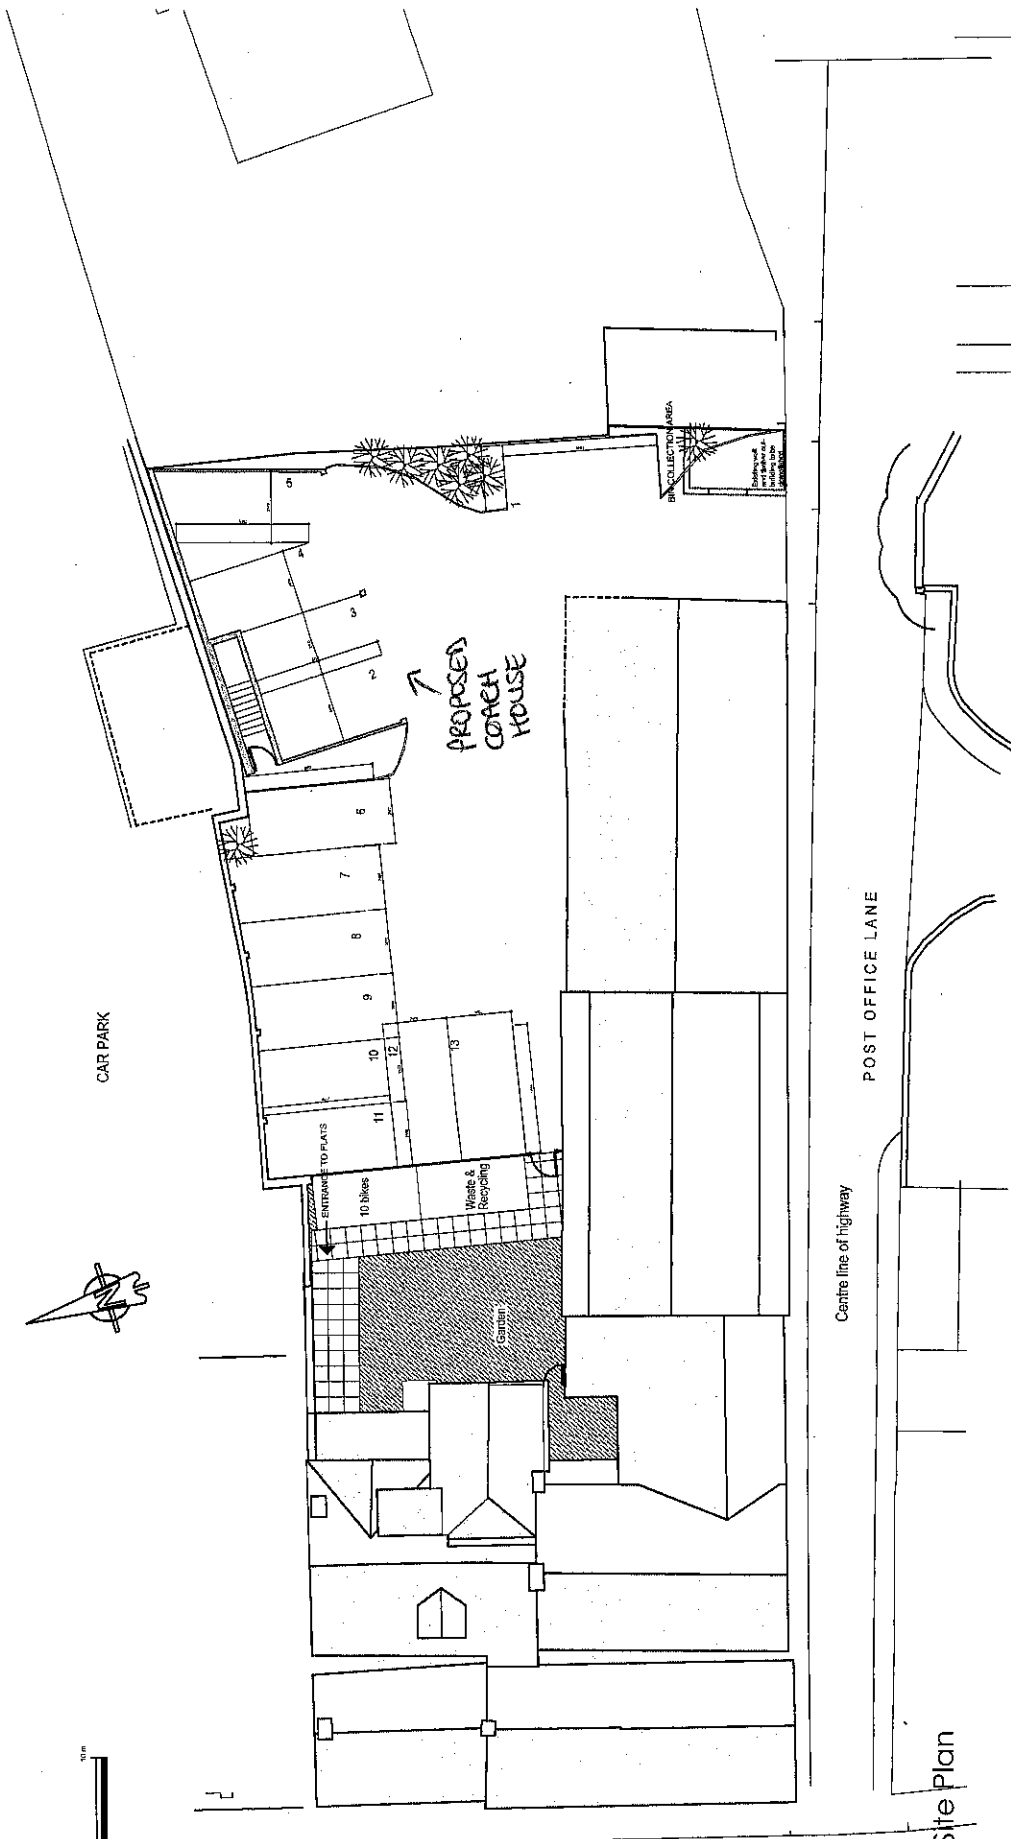 10 m
CAR PARK
N
5
4
3
2
1
PROPOSED
COACH
HOUSE
BIN COLLECTION AREA
Existing wall
6
7
8
9
10
11
12
13
ENTRANCE TO FLATS
10 bikes
Waste &
Recycling
Garden
POST OFFICE LANE
Centre line of highway
Site Plan